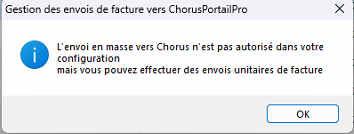 Gestion des envois de facture vers ChorusPortailPro
L'envoi en masse vers Chorus n'est pas autorisé dans votre
configuration
mais vous pouvez effectuer des envois unitaires de facture
OK